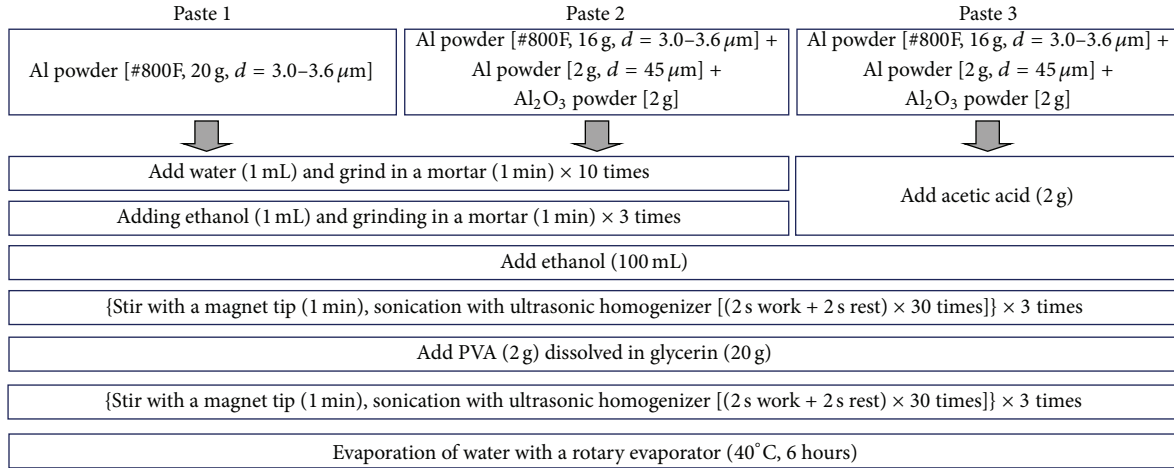 Paste 1
Paste 2
Paste 3
Al powder [#800F, 20 g, d = 3.0–3.6 μm]
Al powder [#800F, 16 g, d = 3.0–3.6 μm] +
Al powder [2 g, d = 45 μm] +
Al₂O₃ powder [2 g]
Al powder [#800F, 16 g, d = 3.0–3.6 μm] +
Al powder [2 g, d = 45 μm] +
Al₂O₃ powder [2 g]
Add water (1 mL) and grind in a mortar (1 min) × 10 times
Adding ethanol (1 mL) and grinding in a mortar (1 min) × 3 times
Add acetic acid (2 g)
Add ethanol (100 mL)
{Stir with a magnet tip (1 min), sonication with ultrasonic homogenizer [(2 s work + 2 s rest) × 30 times]} × 3 times
Add PVA (2 g) dissolved in glycerin (20 g)
{Stir with a magnet tip (1 min), sonication with ultrasonic homogenizer [(2 s work + 2 s rest) × 30 times]} × 3 times
Evaporation of water with a rotary evaporator (40°C, 6 hours)